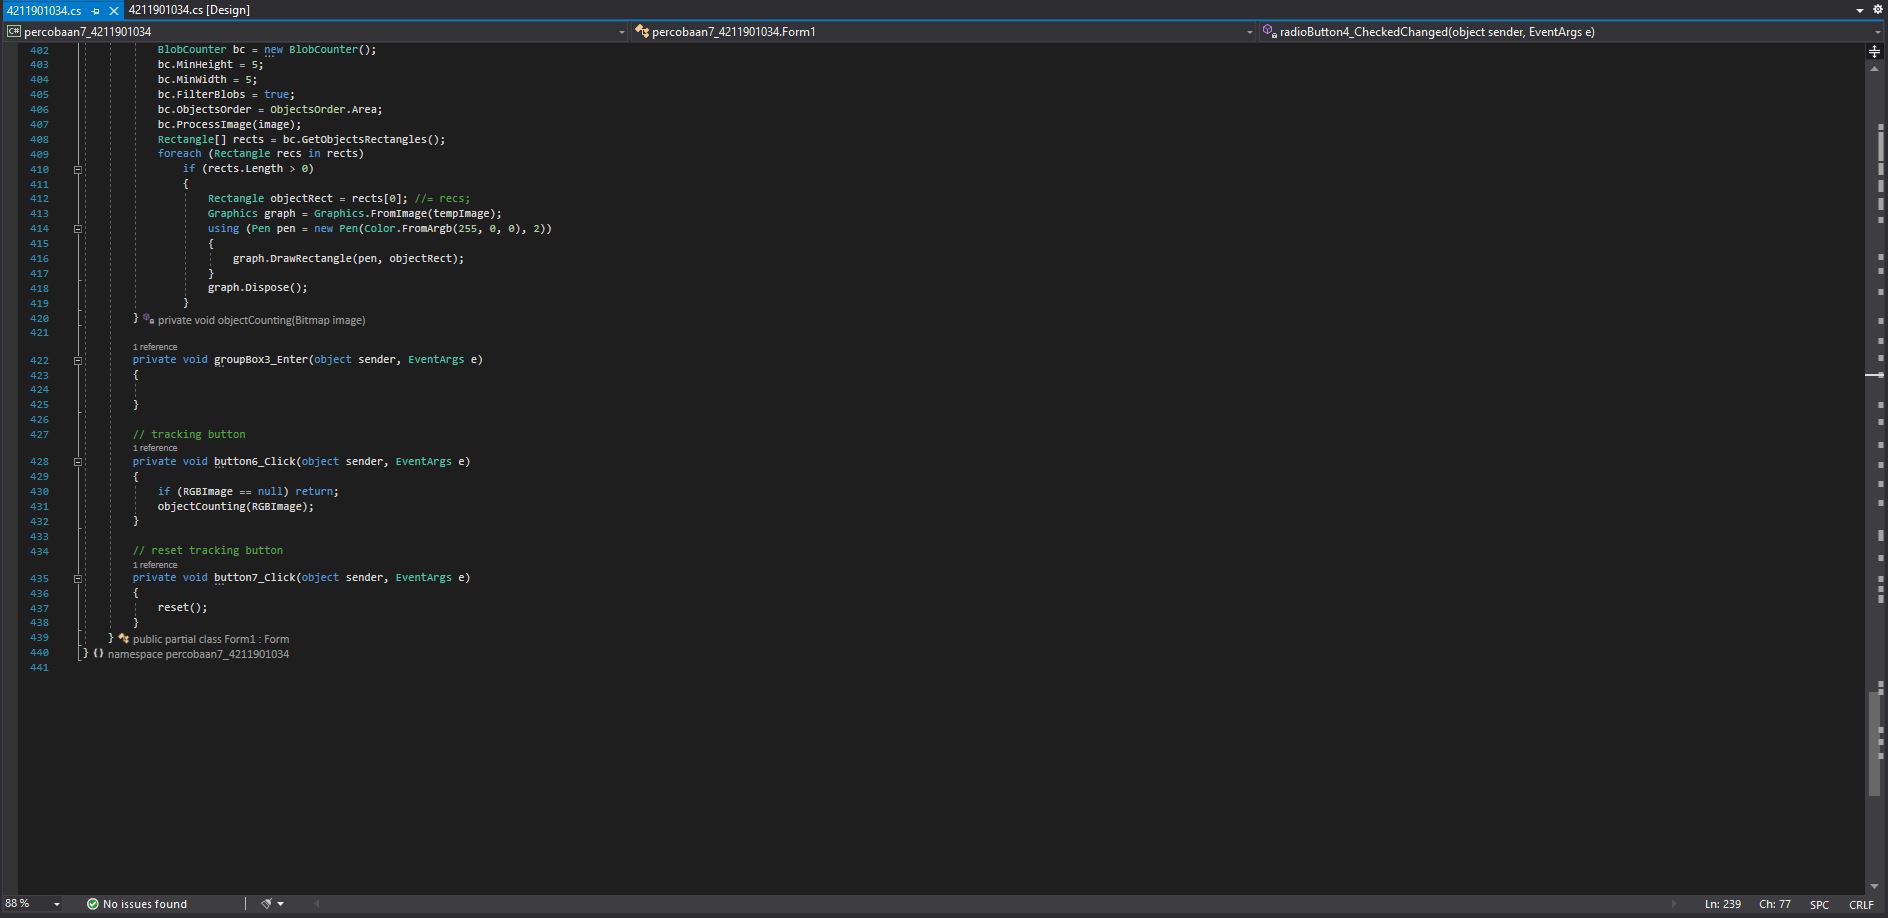 4211901034.cs 4211901034.cs [Design]
C# percobaan7_4211901034 percobaan7_4211901034.Form1 radioButton4_CheckedChanged(object sender, EventArgs e)
402 BlobCounter bc = new BlobCounter();
403 bc.MinHeight = 5;
404 bc.MinWidth = 5;
405 bc.FilterBlobs = true;
406 bc.ObjectsOrder = ObjectsOrder.Area;
407 bc.ProcessImage(image);
408 Rectangle[] rects = bc.GetObjectsRectangles();
409 foreach (Rectangle recs in rects)
410 if (rects.Length > 0)
411 {
412 Rectangle objectRect = rects[0]; //= recs;
413 Graphics graph = Graphics.FromImage(tempImage);
414 using (Pen pen = new Pen(Color.FromArgb(255, 0, 0), 2))
415 {
416 graph.DrawRectangle(pen, objectRect);
417 }
418 graph.Dispose();
419 }
420 } private void objectCounting(Bitmap image)
421
1 reference
422 private void groupBox3_Enter(object sender, EventArgs e)
423 {
424
425 }
426
427 // tracking button
1 reference
428 private void button6_Click(object sender, EventArgs e)
429 {
430 if (RGBImage == null) return;
431 objectCounting(RGBImage);
432 }
433
434 // reset tracking button
1 reference
435 private void button7_Click(object sender, EventArgs e)
436 {
437 reset();
438 }
439 } public partial class Form1 : Form
440 } {} namespace percobaan7_4211901034
441
88 % No issues found Ln: 239 Ch: 77 SPC CRLF